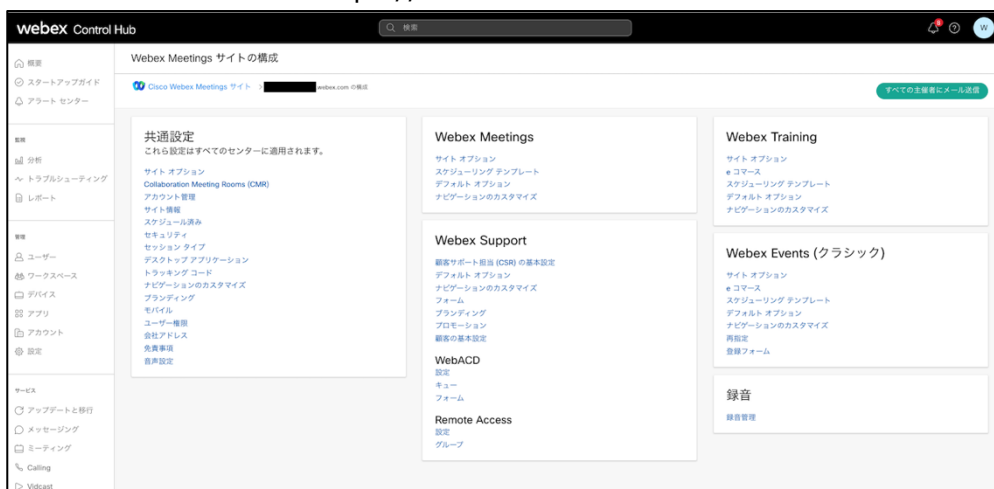 webex Control Hub
検索
W
概要
スタートアップガイド
アラート センター
監視
分析
トラブルシューティング
レポート
管理
ユーザー
ワークスペース
デバイス
アプリ
アカウント
設定
サービス
アップデートと移行
メッセージング
ミーティング
Calling
Vidcast
Webex Meetings サイトの構成
Cisco Webex Meetings サイト > .webex.com の構成
すべての主催者にメール送信
共通設定
これら設定はすべてのセンターに適用されます。
サイト オプション
Collaboration Meeting Rooms (CMR)
アカウント管理
サイト情報
スケジュール済み
セキュリティ
セッション タイプ
デスクトップ アプリケーション
トラッキング コード
ナビゲーションのカスタマイズ
ブランディング
モバイル
ユーザー権限
会社アドレス
免責事項
音声設定
Webex Meetings
サイト オプション
スケジューリング テンプレート
デフォルト オプション
ナビゲーションのカスタマイズ
Webex Support
顧客サポート担当 (CSR) の基本設定
デフォルト オプション
ナビゲーションのカスタマイズ
フォーム
ブランディング
プロモーション
顧客の基本設定
WebACD
設定
キュー
フォーム
Remote Access
設定
グループ
Webex Training
サイト オプション
e コマース
スケジューリング テンプレート
デフォルト オプション
ナビゲーションのカスタマイズ
Webex Events (クラシック)
サイト オプション
e コマース
スケジューリング テンプレート
デフォルト オプション
ナビゲーションのカスタマイズ
再指定
登録フォーム
録音
録音管理